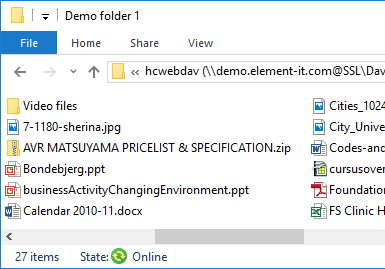 Demo folder 1
File Home Share View
« hcwebdav (\\demo.element-it.com@SSL\Dav
Video files
7-1180-sherina.jpg
AVR MATSUYAMA PRICELIST & SPECIFICATION.zip
Bondebjerg.ppt
businessActivityChangingEnvironment.ppt
Calendar 2010-11.docx
Cities_1024
City_Univer
Codes-and
cursusover
Foundation
FS Clinic H
27 items State: Online